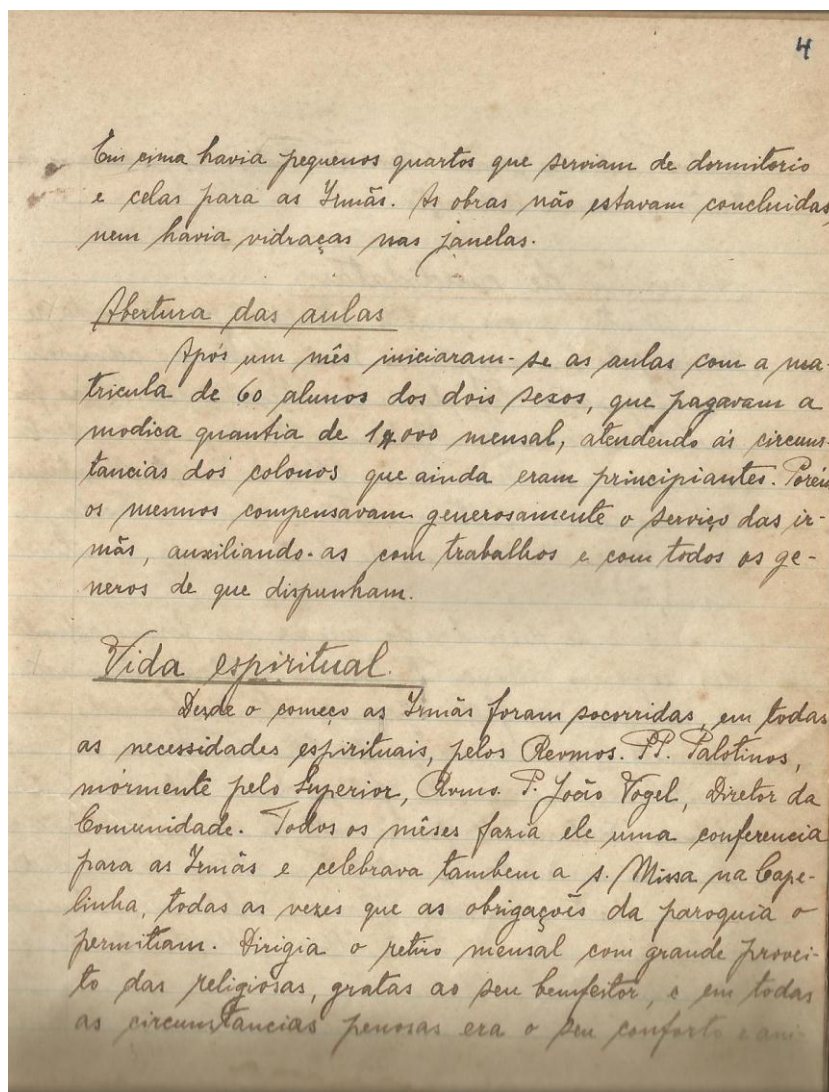 4
Em cima havia pequenos quartos que serviam de dormitorio
e celas para as Irmãs. As obras não estavam concluidas,
nem havia vidraças nas janelas.
Abertura das aulas
Após um mês iniciaram-se as aulas com a ma-
tricula de 60 alunos dos dois sexos, que pagavam a
modica quantia de 1$000 mensal, atendendo ás circuns-
tancias dos colonos que ainda eram principiantes. Porém
os mesmos compensavam generosamente o serviço das ir-
mãs, auxiliando-as com trabalhos e com todos os ge-
neros de que dispunham.
Vida espiritual.
Desde o começo as Irmãs foram socorridas, em todas
as necessidades espirituais, pelos Revmos. PP. Palotinos,
mórmente pelo Superior, Rvmo. P. João Vogel, Diretor da
Comunidade. Todos os mêses fazia ele uma conferencia
para as Irmãs e celebrava tambem a s. Missa na Cape-
linha, todas as vezes que as obrigações da paroquia o
permitiam. Dirigia o retiro mensal com grande provei-
to das religiosas, gratas ao seu bemfeitor, e em todas
as circumstancias penosas era o seu conforto e ani-